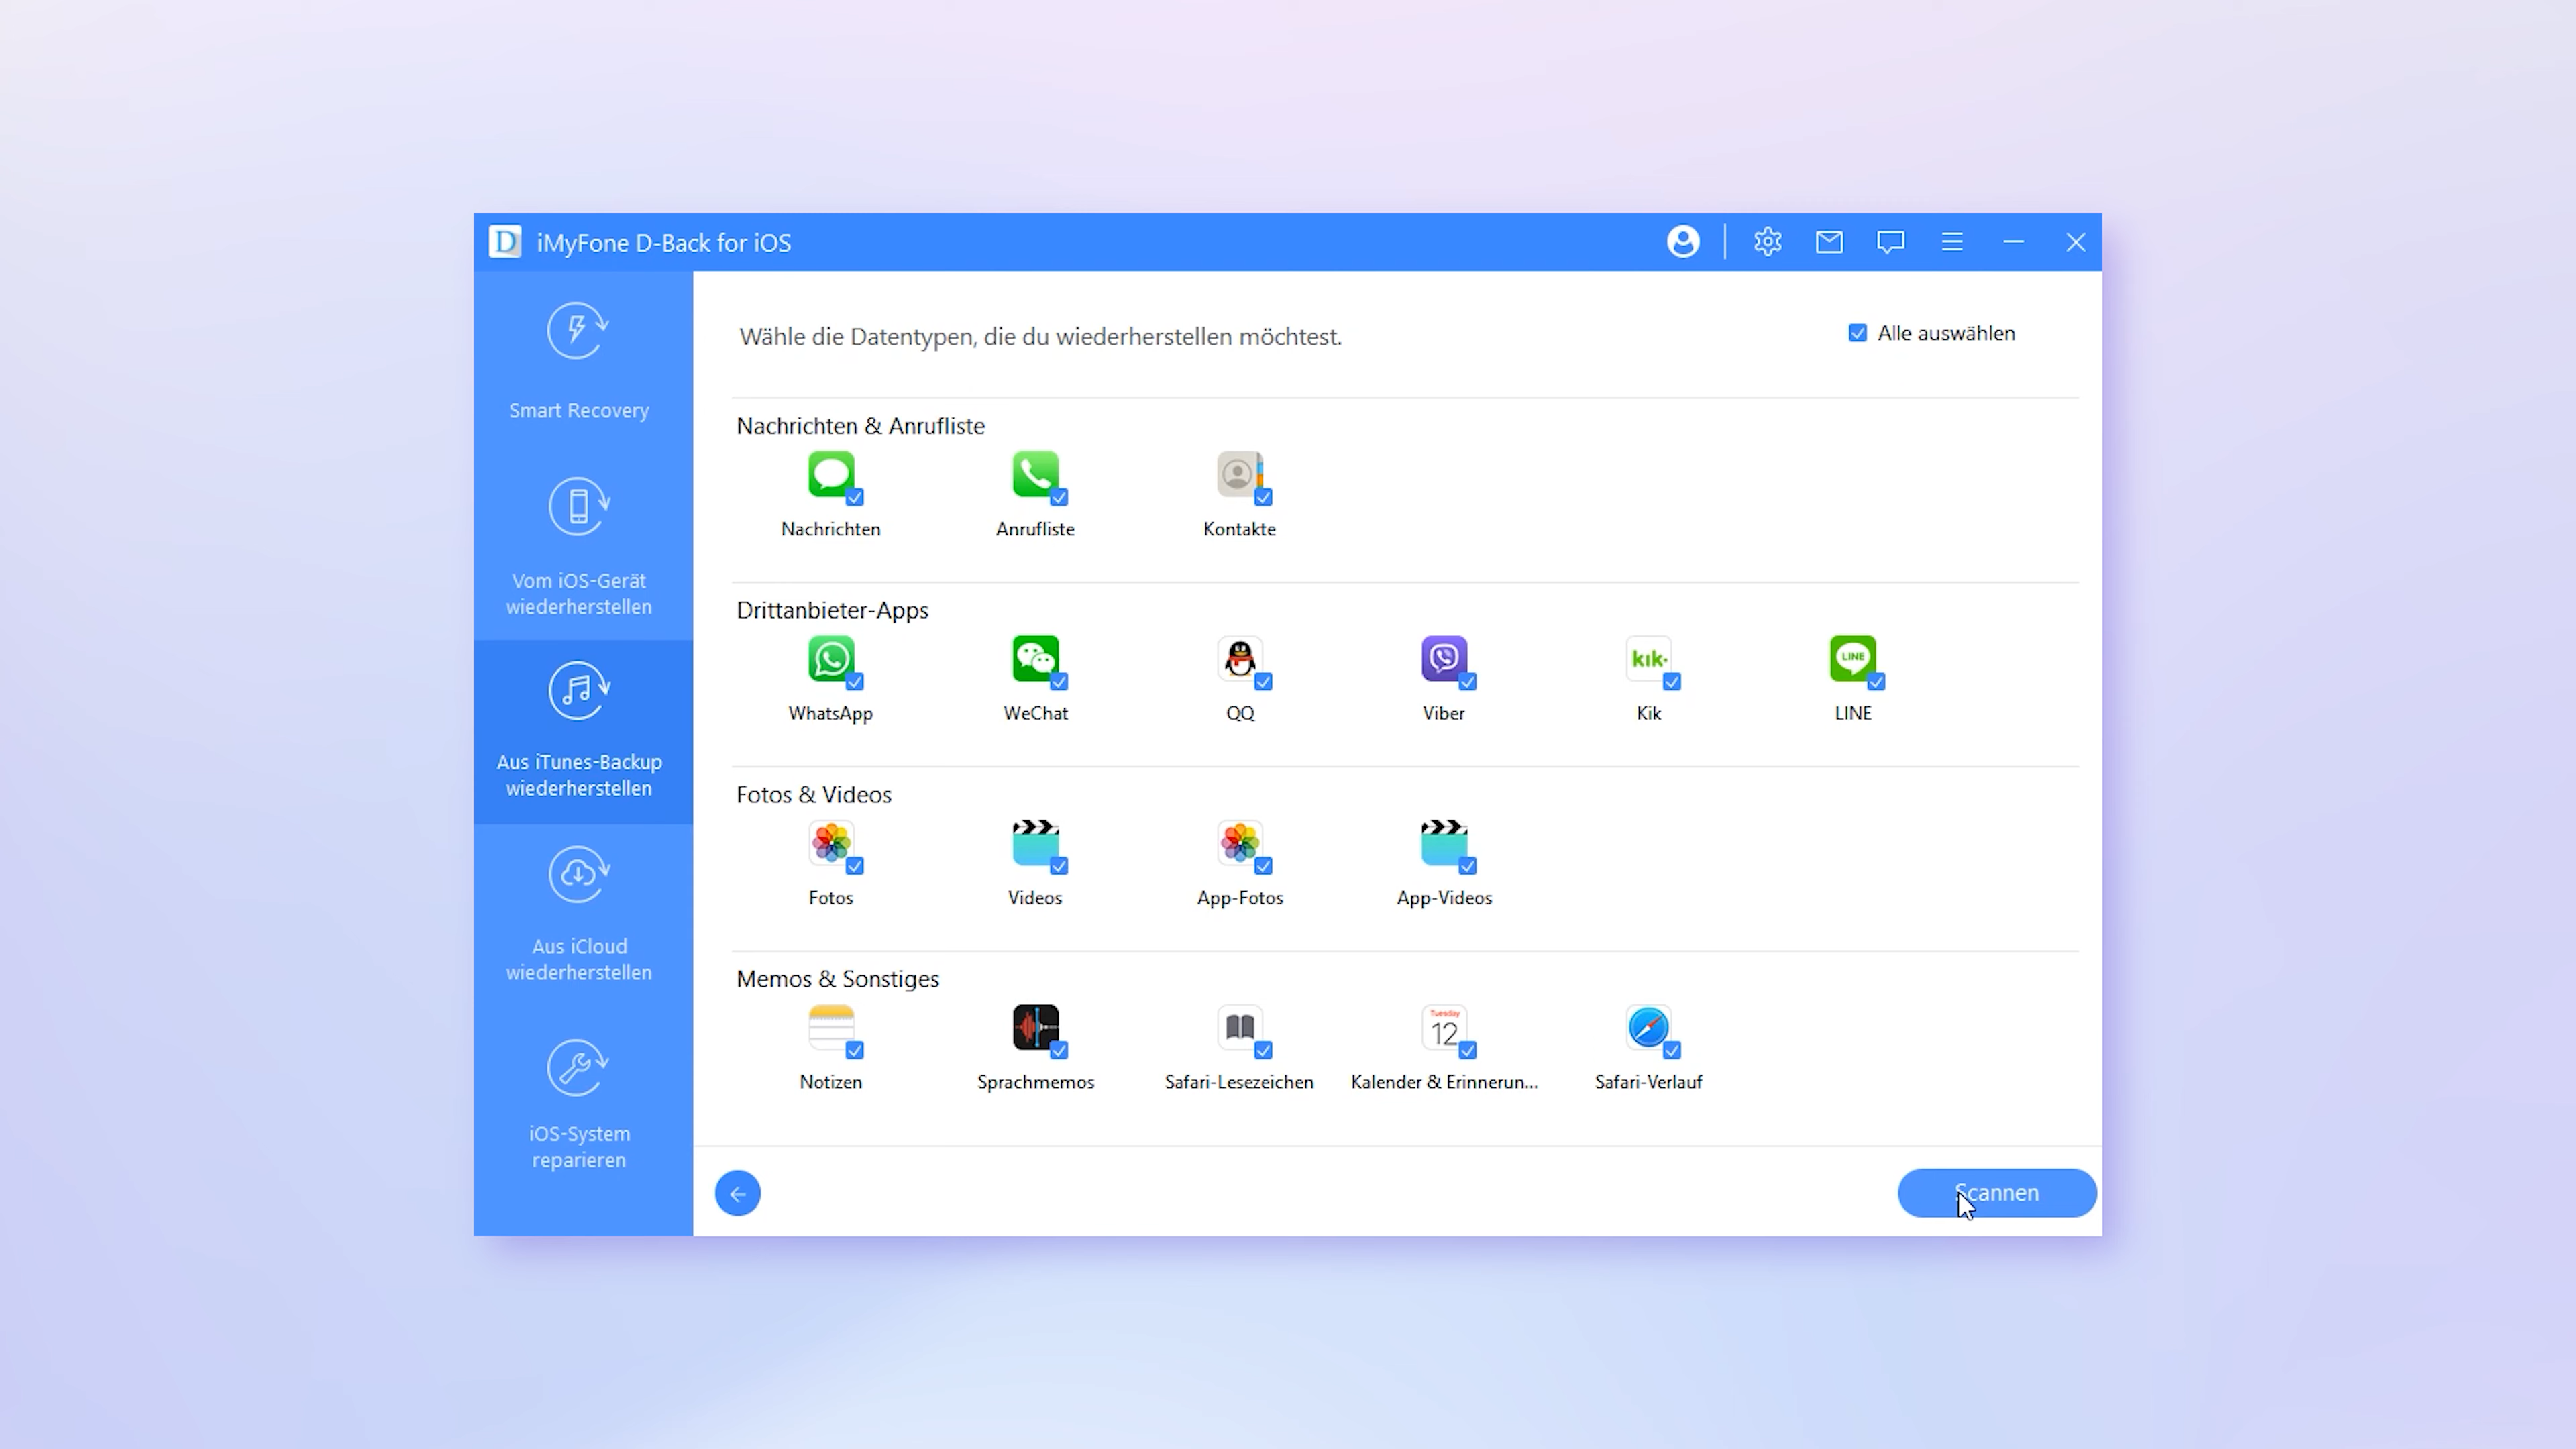 iMyFone D-Back for iOS
Smart Recovery
Vom iOS-Gerät
wiederherstellen
Aus iTunes-Backup
wiederherstellen
Aus iCloud
wiederherstellen
iOS-System
reparieren
Wähle die Datentypen, die du wiederherstellen möchtest.
Alle auswählen
Nachrichten & Anrufliste
Nachrichten Anrufliste Kontakte
Drittanbieter-Apps
kik·
LINE
WhatsApp WeChat QQ Viber Kik LINE
Fotos & Videos
Fotos Videos App-Fotos App-Videos
Memos & Sonstiges
Tuesday
12
Notizen Sprachmemos Safari-Lesezeichen Kalender & Erinnerun... Safari-Verlauf
Scannen